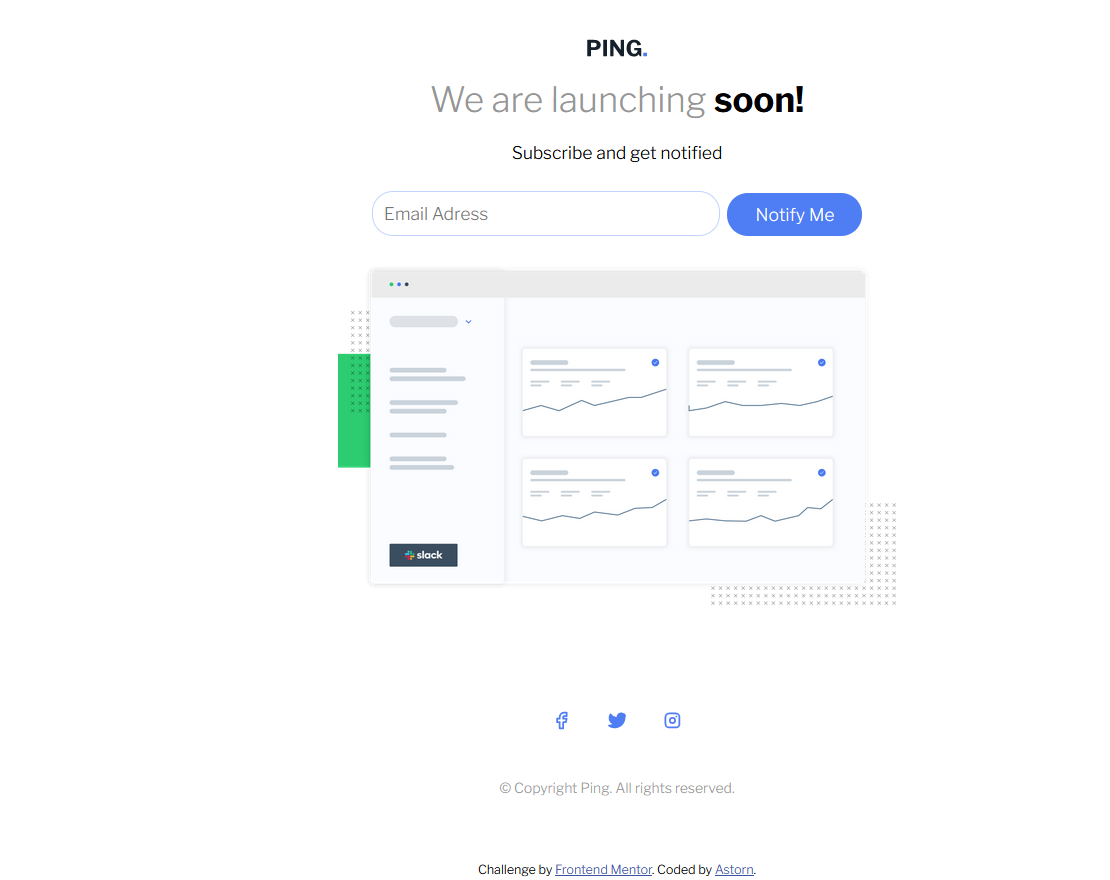 PING.
We are launching soon!
Subscribe and get notified
Email Adress Notify Me
slack
© Copyright Ping. All rights reserved.
Challenge by Frontend Mentor. Coded by Astorn.